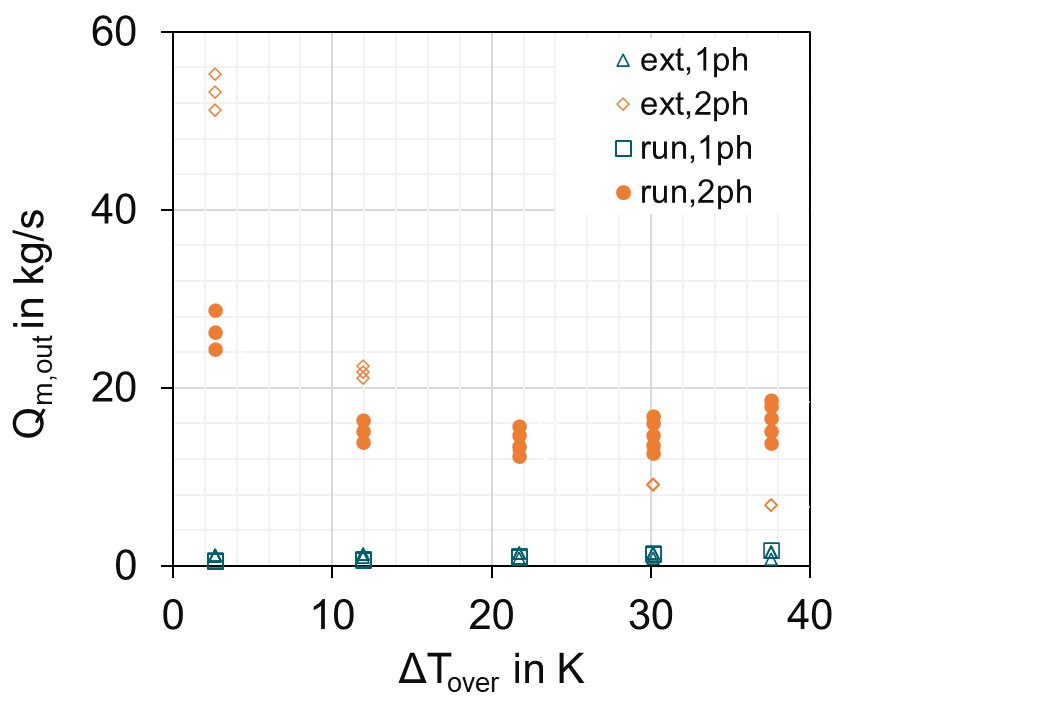 60
40
20
0
0 10 20 30 40
Qm,out in kg/s
ΔTover in K
ext,1ph
ext,2ph
run,1ph
run,2ph